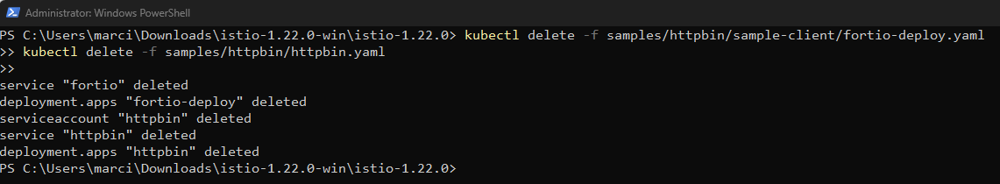 Administrator: Windows PowerShell
PS C:\Users\marci\Downloads\istio-1.22.0-win\istio-1.22.0> kubectl delete -f samples/httpbin/sample-client/fortio-deploy.yaml
>> kubectl delete -f samples/httpbin/httpbin.yaml
>>
service "fortio" deleted
deployment.apps "fortio-deploy" deleted
serviceaccount "httpbin" deleted
service "httpbin" deleted
deployment.apps "httpbin" deleted
PS C:\Users\marci\Downloads\istio-1.22.0-win\istio-1.22.0>